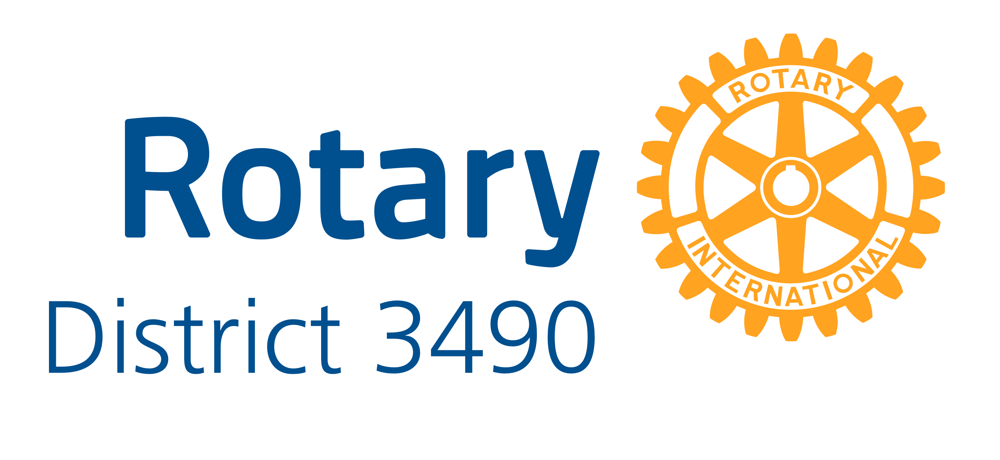 Rotary
District 3490
ROTARY
INTERNATIONAL